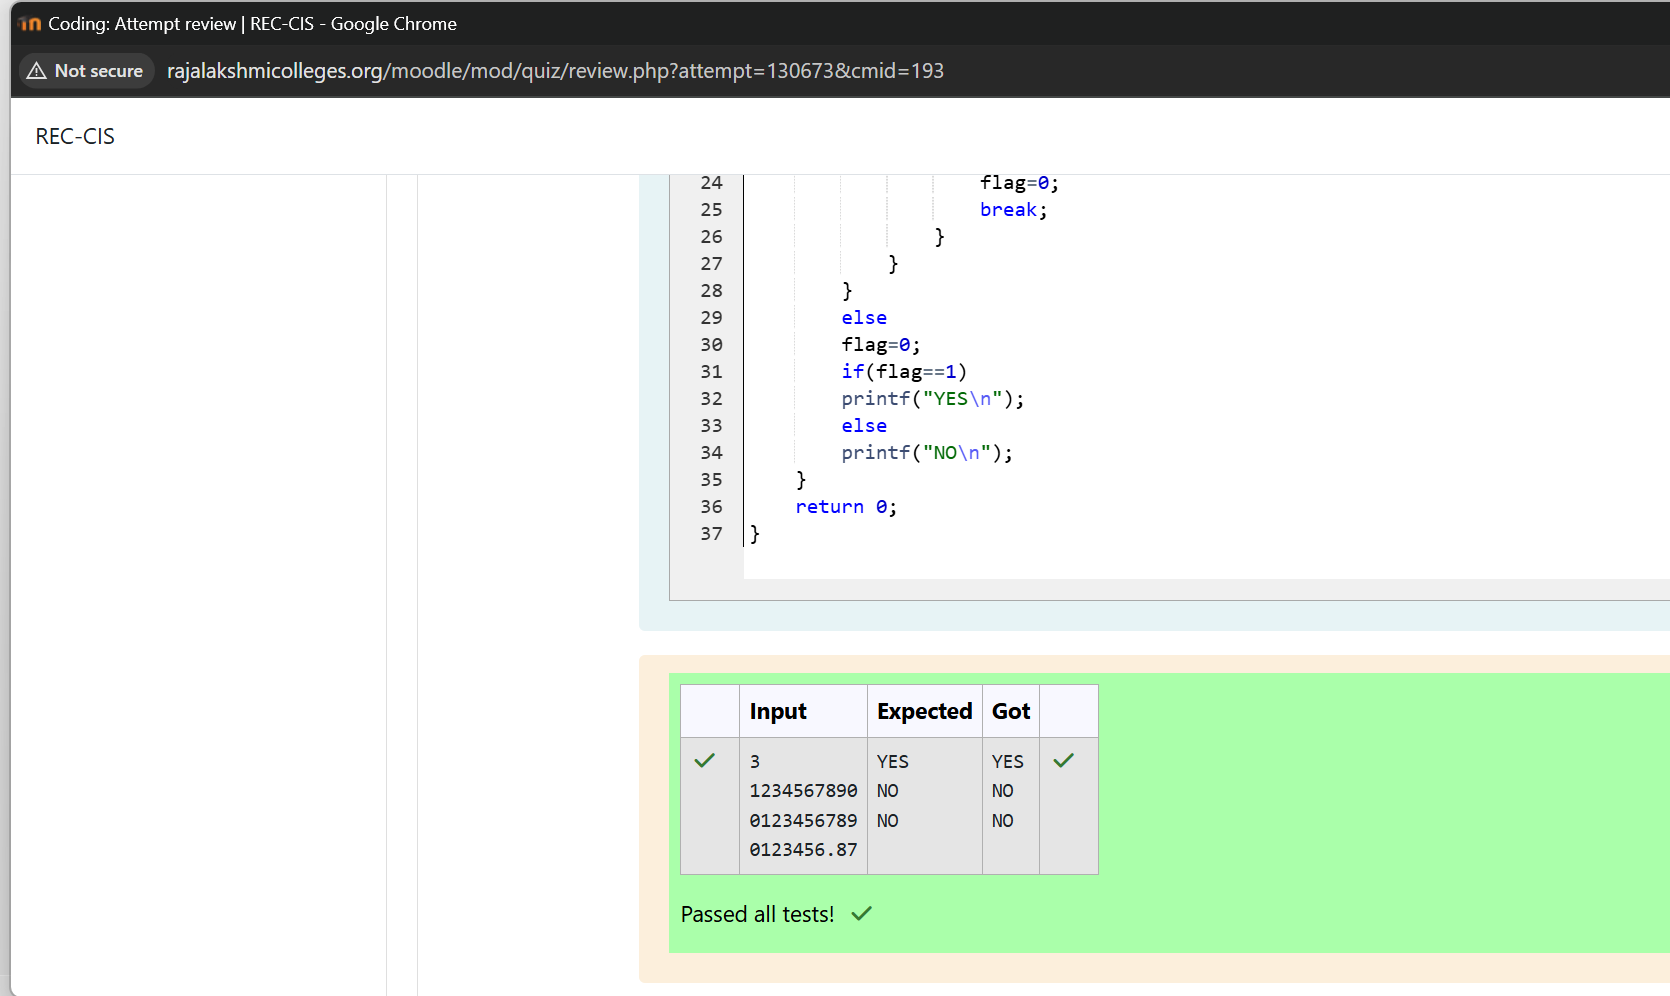 Coding: Attempt review | REC-CIS - Google Chrome
Not secure rajalakshmicolleges.org/moodle/mod/quiz/review.php?attempt=130673&cmid=193
REC-CIS
24 flag=0;
25 break;
26 }
27 }
28 }
29 else
30 flag=0;
31 if(flag==1)
32 printf("YES\n");
33 else
34 printf("NO\n");
35 }
36 return 0;
37 }
Input Expected Got
3 YES YES
1234567890 NO NO
0123456789 NO NO
0123456.87
Passed all tests!